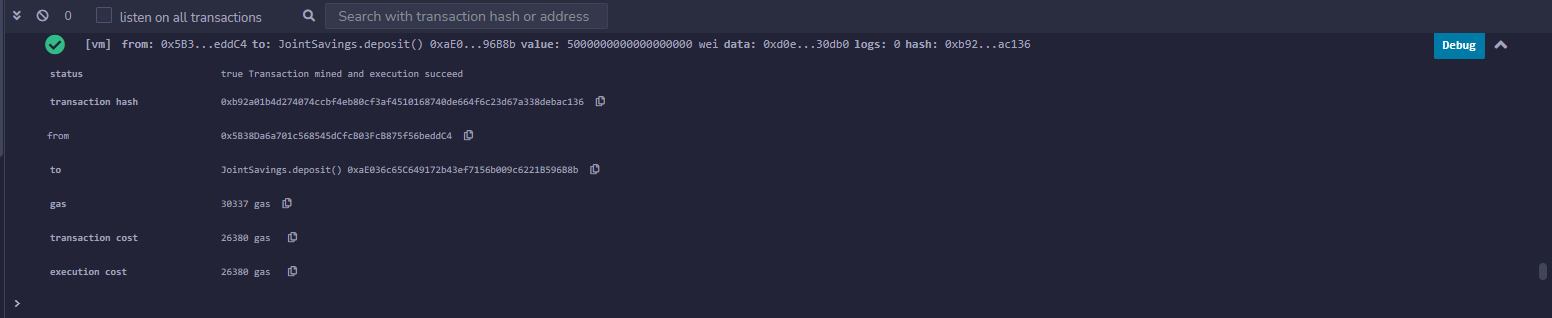 0 listen on all transactions Search with transaction hash or address
[vm] from: 0x5B3...eddC4 to: JointSavings.deposit() 0xaE0...96B8b value: 5000000000000000000 wei data: 0xd0e...30db0 logs: 0 hash: 0xb92...ac136 Debug
status true Transaction mined and execution succeed
transaction hash 0xb92a01b4d274074ccbf4eb80cf3af4510168740de664f6c23d67a338debac136
from 0x5B38Da6a701c568545dCfcB03FcB875f56beddC4
to JointSavings.deposit() 0xaE036c65C649172b43ef7156b009c6221B596B8b
gas 30337 gas
transaction cost 26380 gas
execution cost 26380 gas
>